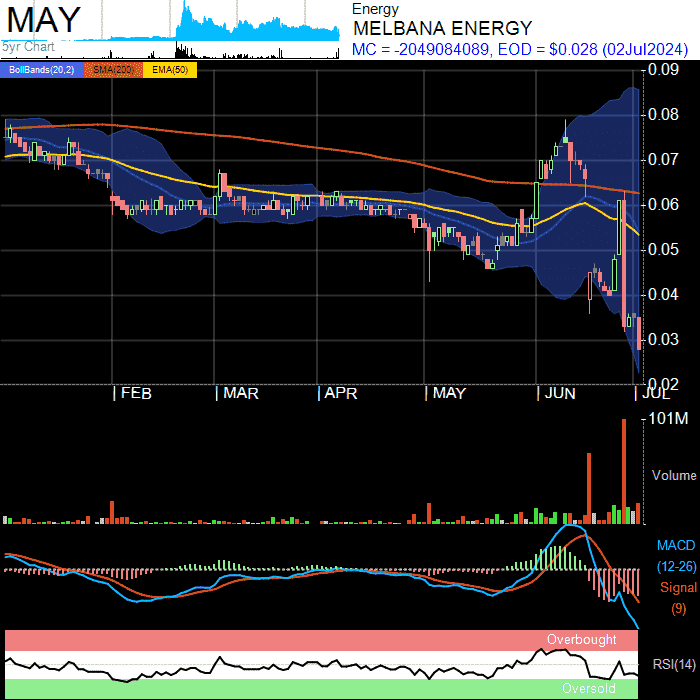 MAY
5yr Chart
Energy
MELBANA ENERGY
MC = -2049084089, EOD = $0.028 (02Jul2024)
BollBands(20,2) SMA(200) EMA(50)
0.09
0.08
0.07
0.06
0.05
0.04
0.03
0.02
FEB MAR APR MAY JUN JUL
101M
Volume
MACD
(12-26)
Signal
(9)
Overbought
RSI(14)
Oversold